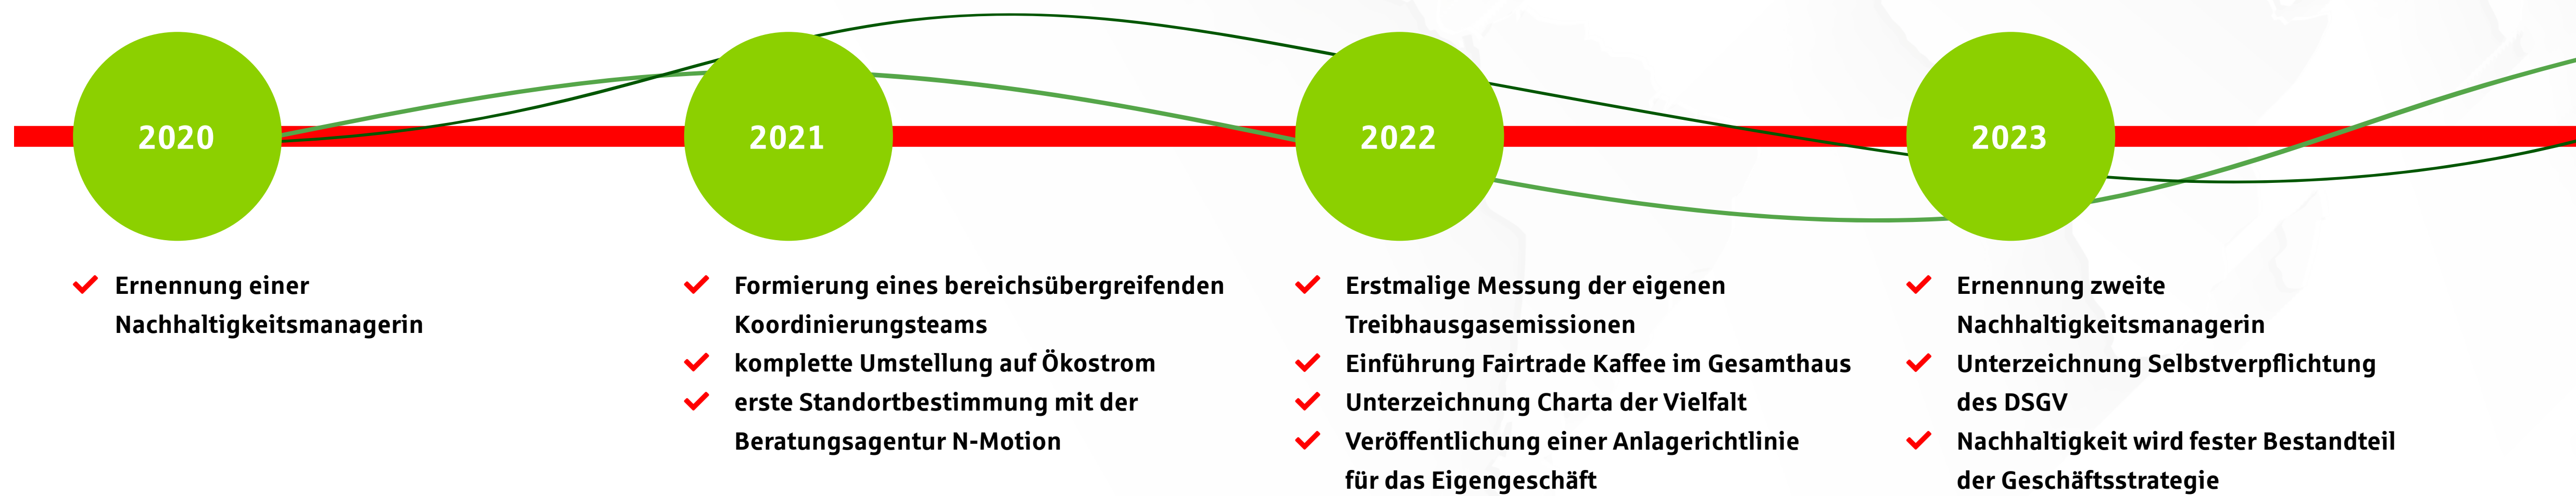 2020
Ernennung einer
Nachhaltigkeitsmanagerin
2021
Formierung eines bereichsübergreifenden
Koordinierungsteams
komplette Umstellung auf Ökostrom
erste Standortbestimmung mit der
Beratungsagentur N-Motion
2022
Erstmalige Messung der eigenen
Treibhausgasemissionen
Einführung Fairtrade Kaffee im Gesamthaus
Unterzeichnung Charta der Vielfalt
Veröffentlichung einer Anlagerichtlinie
für das Eigengeschäft
2023
Ernennung zweite
Nachhaltigkeitsmanagerin
Unterzeichnung Selbstverpflichtung
des DSGV
Nachhaltigkeit wird fester Bestandteil
der Geschäftsstrategie